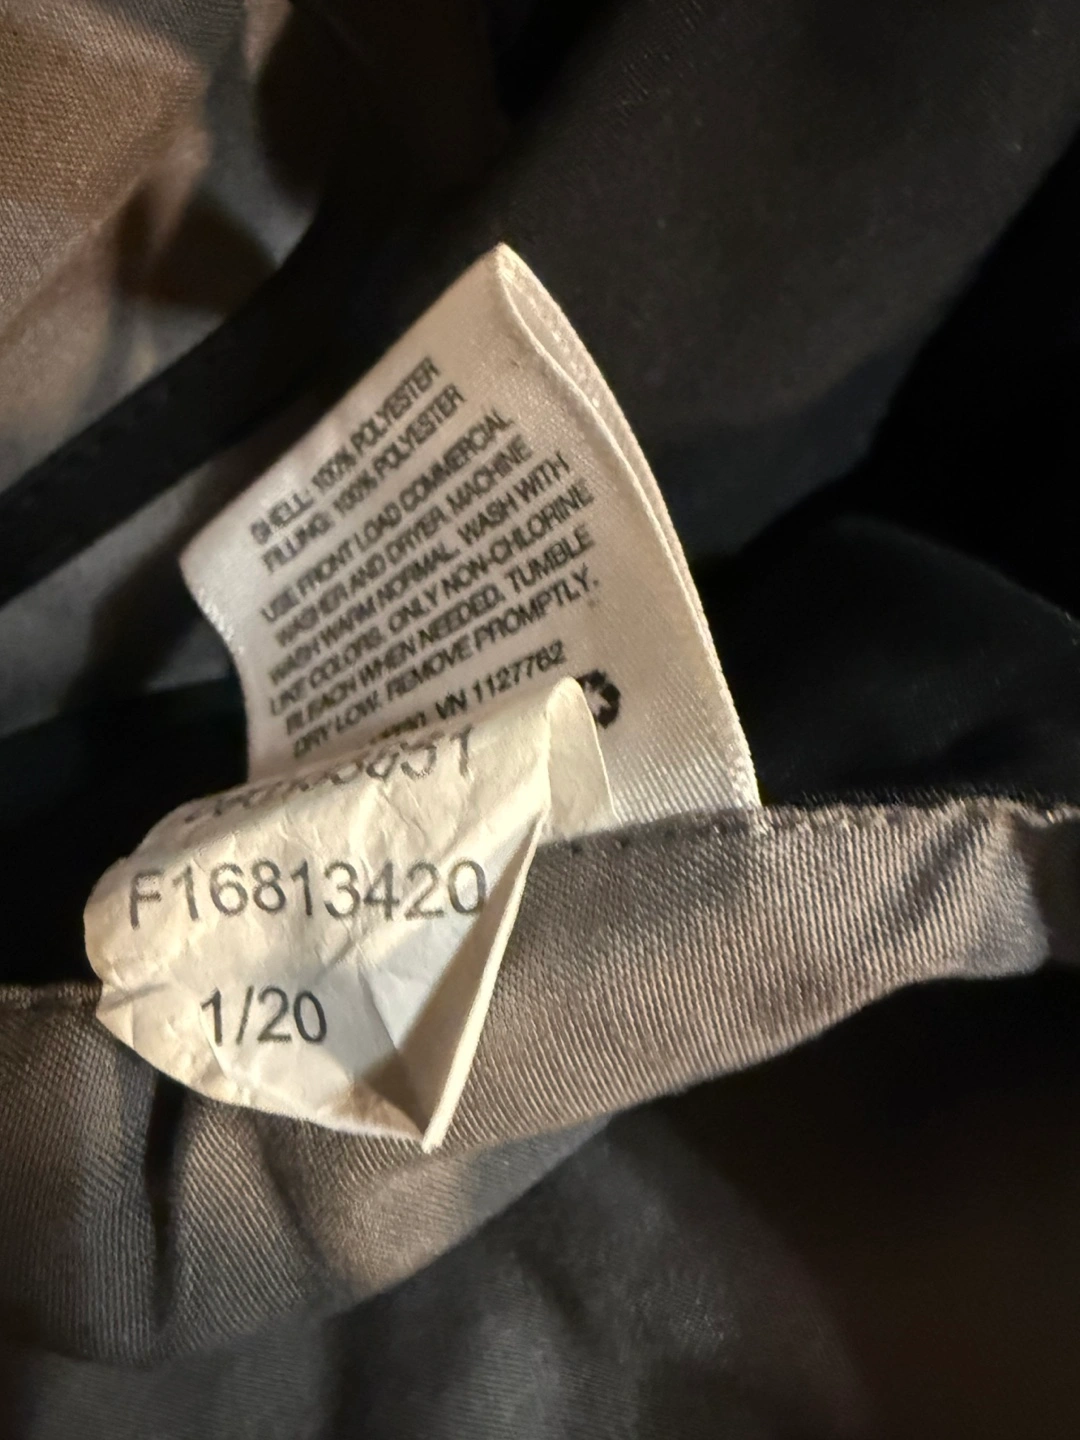 SHELL: 100% POLYESTER
FILLING: 100% POLYESTER
USE FRONT LOAD COMMERCIAL
WASHER AND DRYER. MACHINE
WASH WARM NORMAL. WASH WITH
LIKE COLORS. ONLY NON-CHLORINE
BLEACH WHEN NEEDED. TUMBLE
DRY LOW. REMOVE PROMPTLY.
VN 1127762
F16813420
1/20